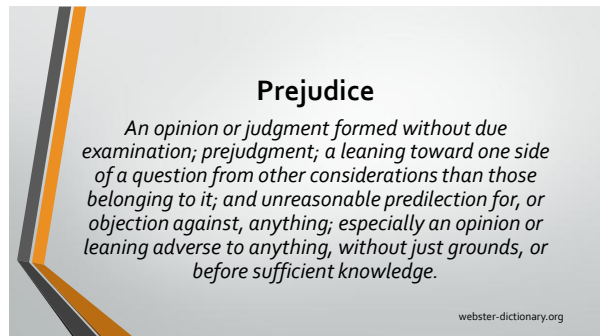 Prejudice
An opinion or judgment formed without due
examination; prejudgment; a leaning toward one side
of a question from other considerations than those
belonging to it; and unreasonable predilection for, or
objection against, anything; especially an opinion or
leaning adverse to anything, without just grounds, or
before sufficient knowledge.
webster-dictionary.org